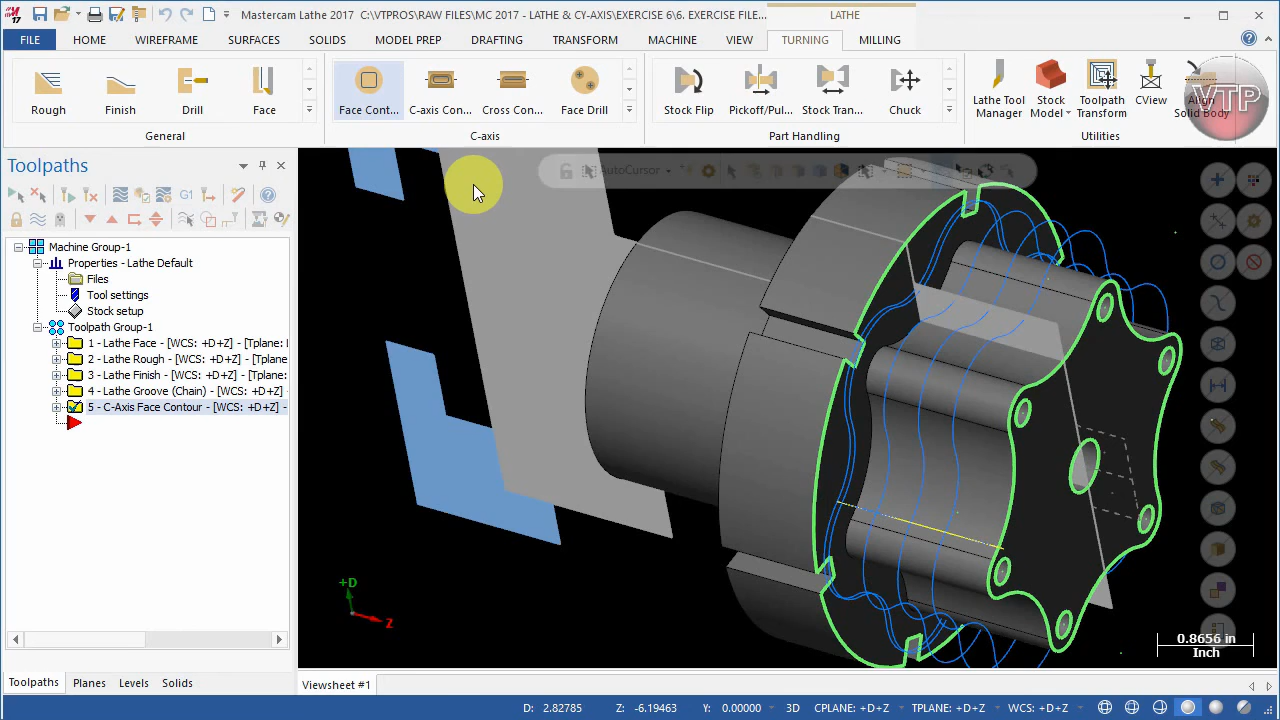 Mastercam Lathe 2017   C:\VTPROS\RAW FILES\MC 2017 - LATHE & CY-AXIS\EXERCISE 6\6. EXERCISE FILE...
LATHE
FILE HOME WIREFRAME SURFACES SOLIDS MODEL PREP DRAFTING TRANSFORM MACHINE VIEW TURNING MILLING
Rough Finish Drill Face
General
Face Cont... C-axis Con... Cross Con... Face Drill
C-axis
Stock Flip Pickoff/Pul... Stock Tran... Chuck
Part Handling
Lathe Tool Manager
Stock Model
Toolpath Transform
CView
Align Solid Body
Utilities
VTP
Toolpaths
AutoCursor
G1
Machine Group-1
Properties - Lathe Default
Files
Tool settings
Stock setup
Toolpath Group-1
1 - Lathe Face - [WCS: +D+Z] - [Tplane:
2 - Lathe Rough - [WCS: +D+Z] - [Tplane
3 - Lathe Finish - [WCS: +D+Z] - [Tplane:
4 - Lathe Groove (Chain) - [WCS: +D+Z]
5 - C-Axis Face Contour - [WCS: +D+Z] -
+D
Z
0.8656 in
Inch
Toolpaths Planes Levels Solids
Viewsheet #1
D: 2.82785 Z: -6.19463 Y: 0.00000 3D CPLANE: +D+Z TPLANE: +D+Z WCS: +D+Z